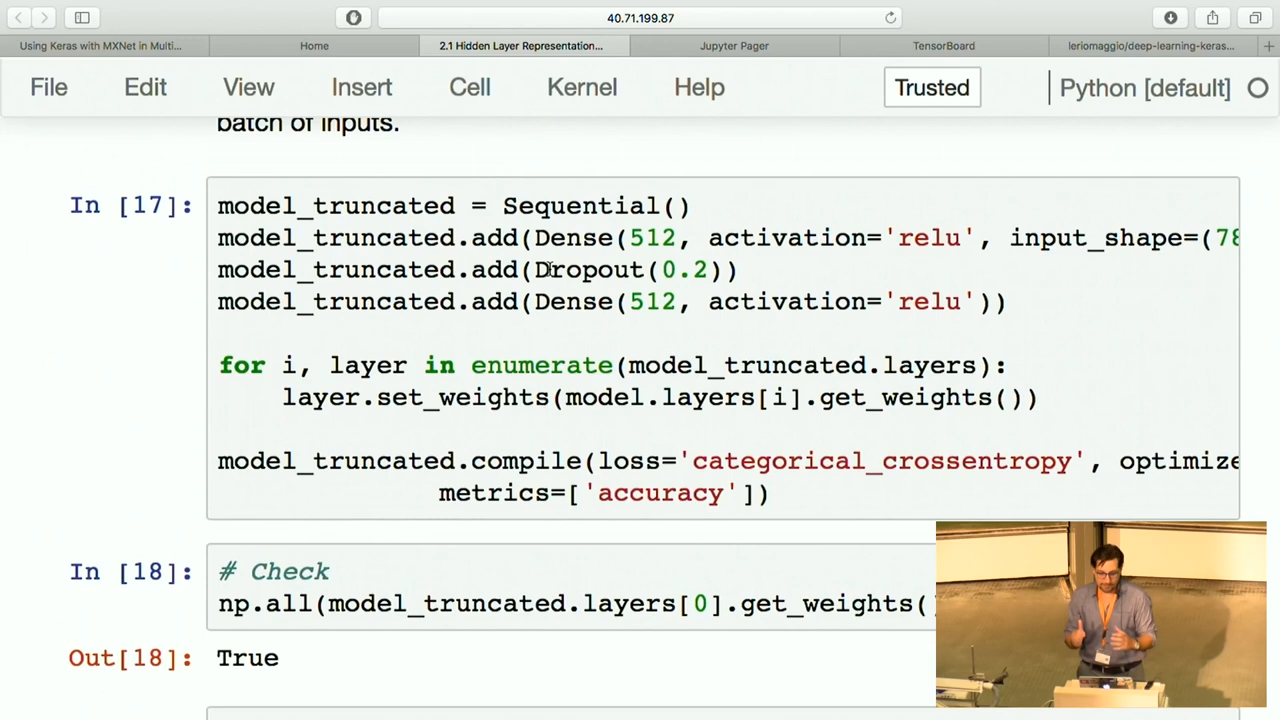 40.71.199.87
Using Keras with MXNet in Multi...
Home
2.1 Hidden Layer Representation...
Jupyter Pager
TensorBoard
leriomaggio/deep-learning-keras...
File Edit View Insert Cell Kernel Help Trusted Python [default]
batch of inputs.
In [17]:
model_truncated = Sequential()
model_truncated.add(Dense(512, activation='relu', input_shape=(78
model_truncated.add(Dropout(0.2))
model_truncated.add(Dense(512, activation='relu'))
for i, layer in enumerate(model_truncated.layers):
    layer.set_weights(model.layers[i].get_weights())
model_truncated.compile(loss='categorical_crossentropy', optimize
              metrics=['accuracy'])
In [18]:
# Check
np.all(model_truncated.layers[0].get_weights(
Out[18]:
True